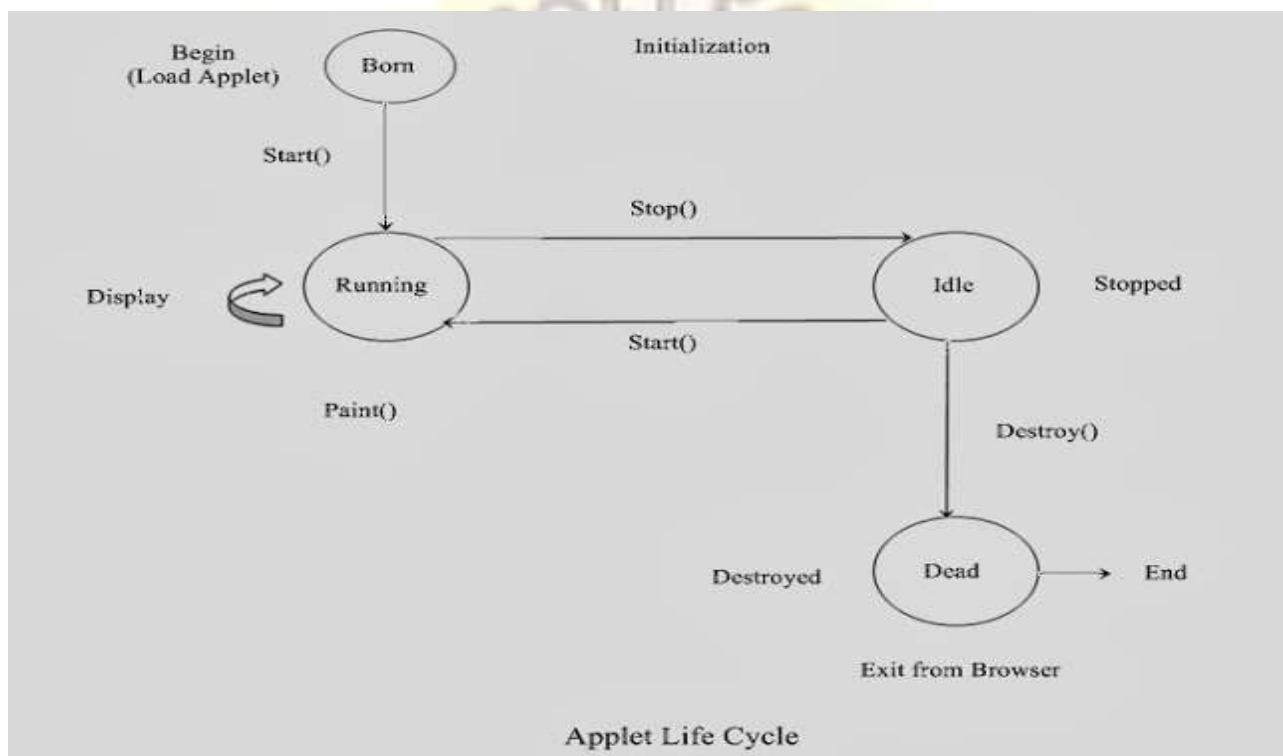 Begin
(Load Applet)
Born
Initialization
Start()
Stop()
Display
Running
Idle
Stopped
Start()
Paint()
Destroy()
Destroyed
Dead
End
Exit from Browser
Applet Life Cycle